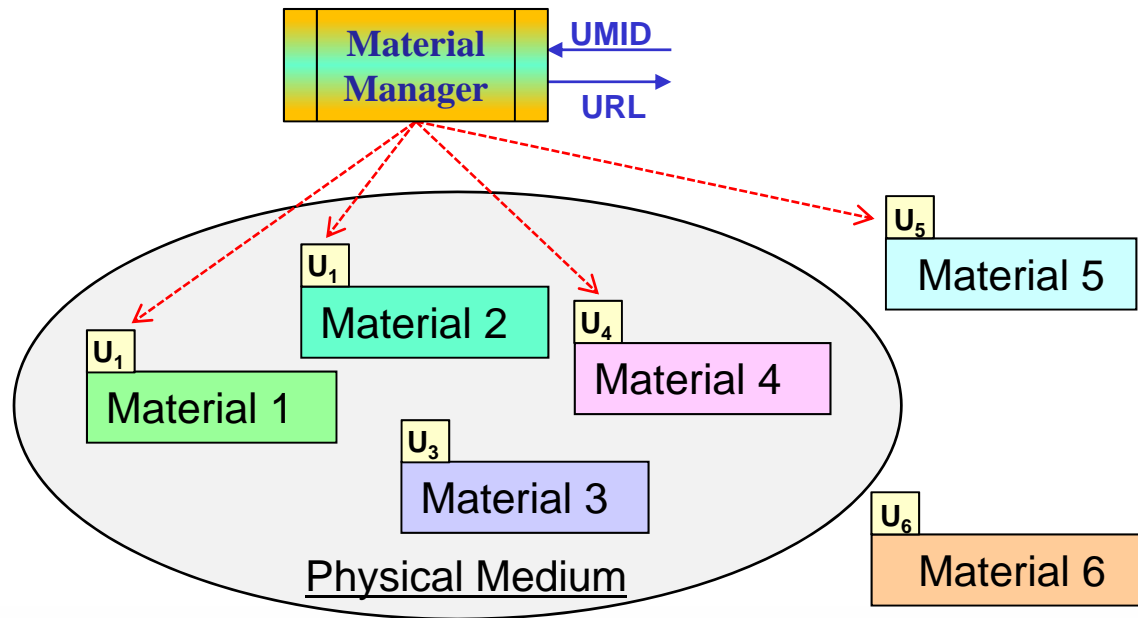 Material
Manager
UMID
URL
U₅
Material 5
U₁
Material 2
U₁
Material 1
U₄
Material 4
U₃
Material 3
U₆
Material 6
Physical Medium